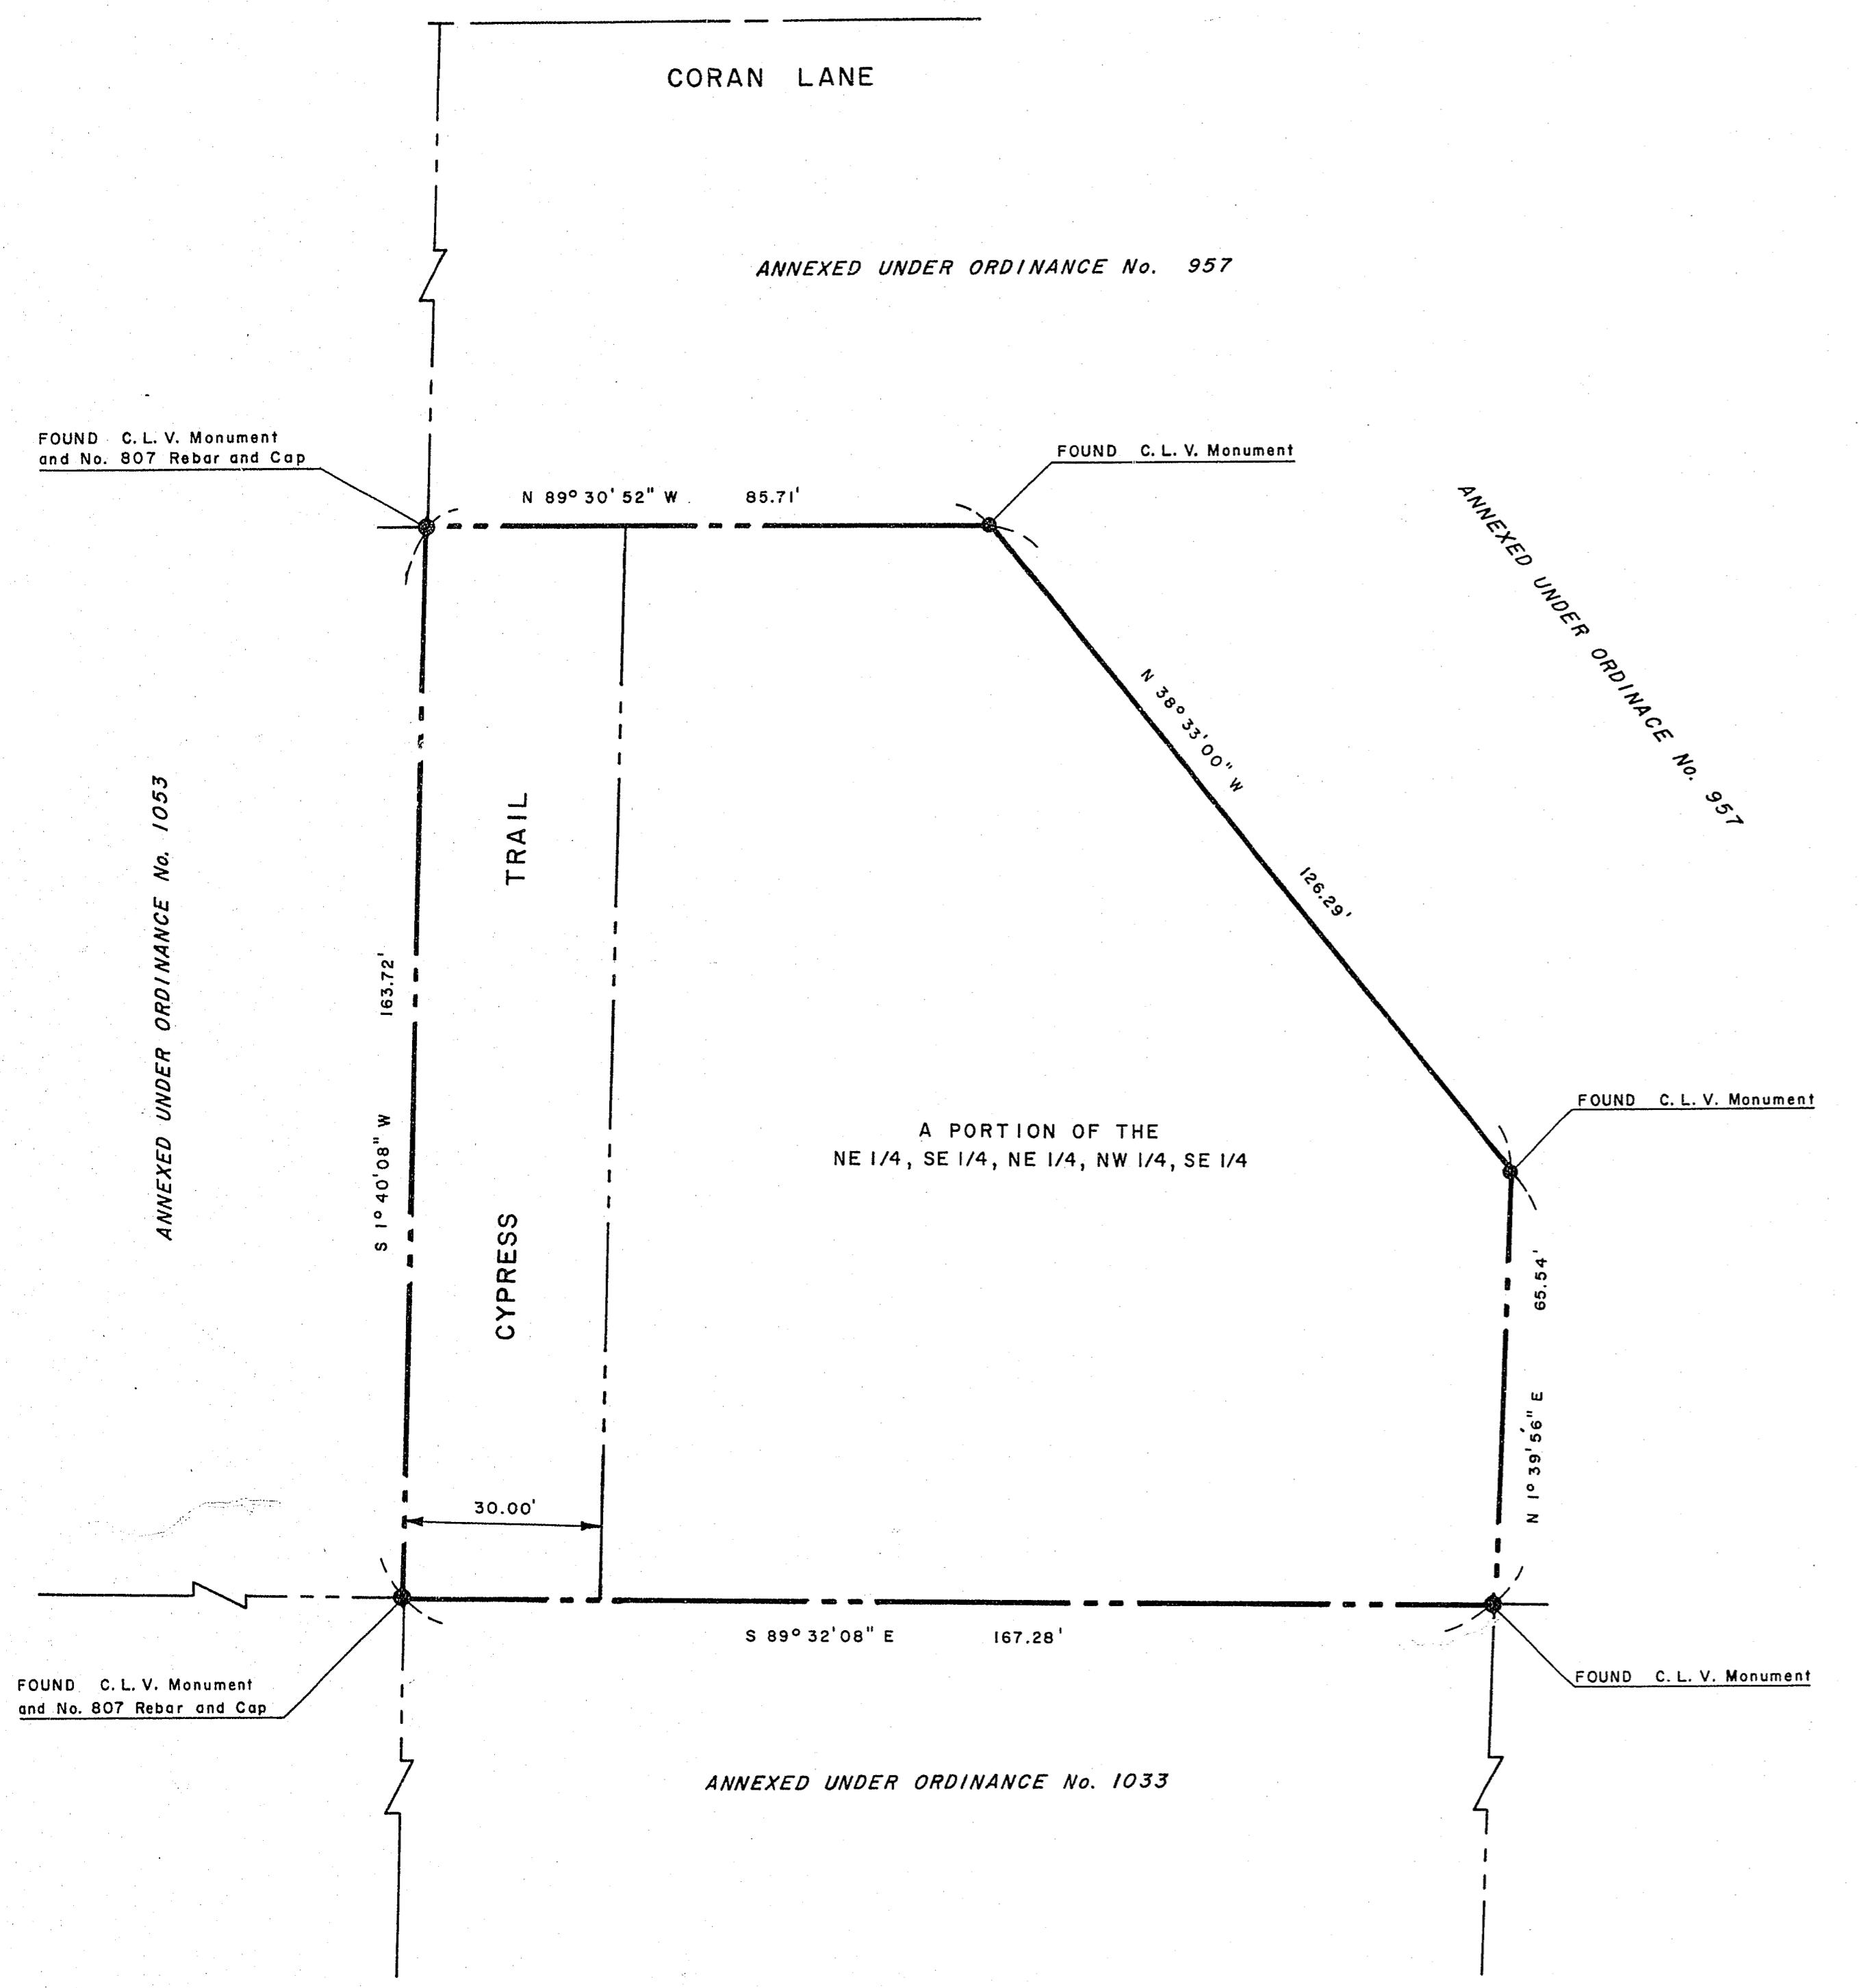 CORAN LANE
ANNEXED UNDER ORDINANCE No. 957
FOUND C. L. V. Monument
and No. 807 Rebar and Cap
FOUND C. L. V. Monument
N 89° 30' 52" W 85.71'
ANNEXED UNDER ORDINACE No. 957
N 38° 33' 00" W 126.29'
ANNEXED UNDER ORDINANCE No. 1053
S 1° 40' 08" W 163.72'
CYPRESS TRAIL
A PORTION OF THE
NE 1/4, SE 1/4, NE 1/4, NW 1/4, SE 1/4
FOUND C. L. V. Monument
N 1° 39' 56" E 65.54'
30.00'
S 89° 32' 08" E 167.28'
FOUND C. L. V. Monument
and No. 807 Rebar and Cap
FOUND C. L. V. Monument
ANNEXED UNDER ORDINANCE No. 1033